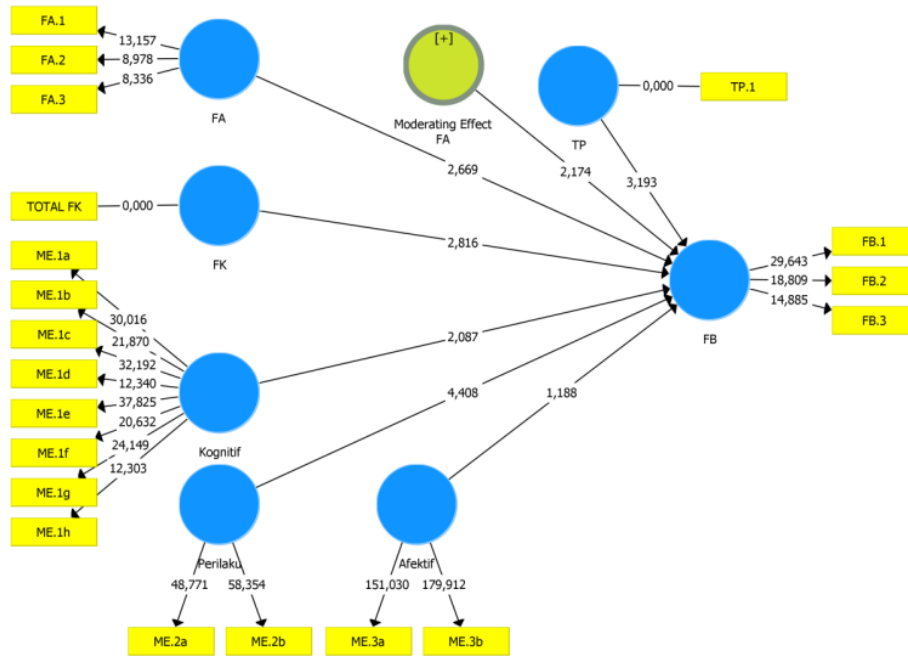 FA.1
FA.2
FA.3
13,157
8,978
8,336
FA
[+]
Moderating Effect
FA
TP
0,000
TP.1
2,669
2,174
3,193
TOTAL FK
0,000
FK
2,816
FB
29,643
18,809
14,885
FB.1
FB.2
FB.3
ME.1a
ME.1b
ME.1c
ME.1d
ME.1e
ME.1f
ME.1g
ME.1h
30,016
21,870
32,192
12,340
37,825
20,632
24,149
12,303
Kognitif
2,087
4,408
1,188
Perilaku
48,771
58,354
ME.2a
ME.2b
Afektif
151,030
179,912
ME.3a
ME.3b